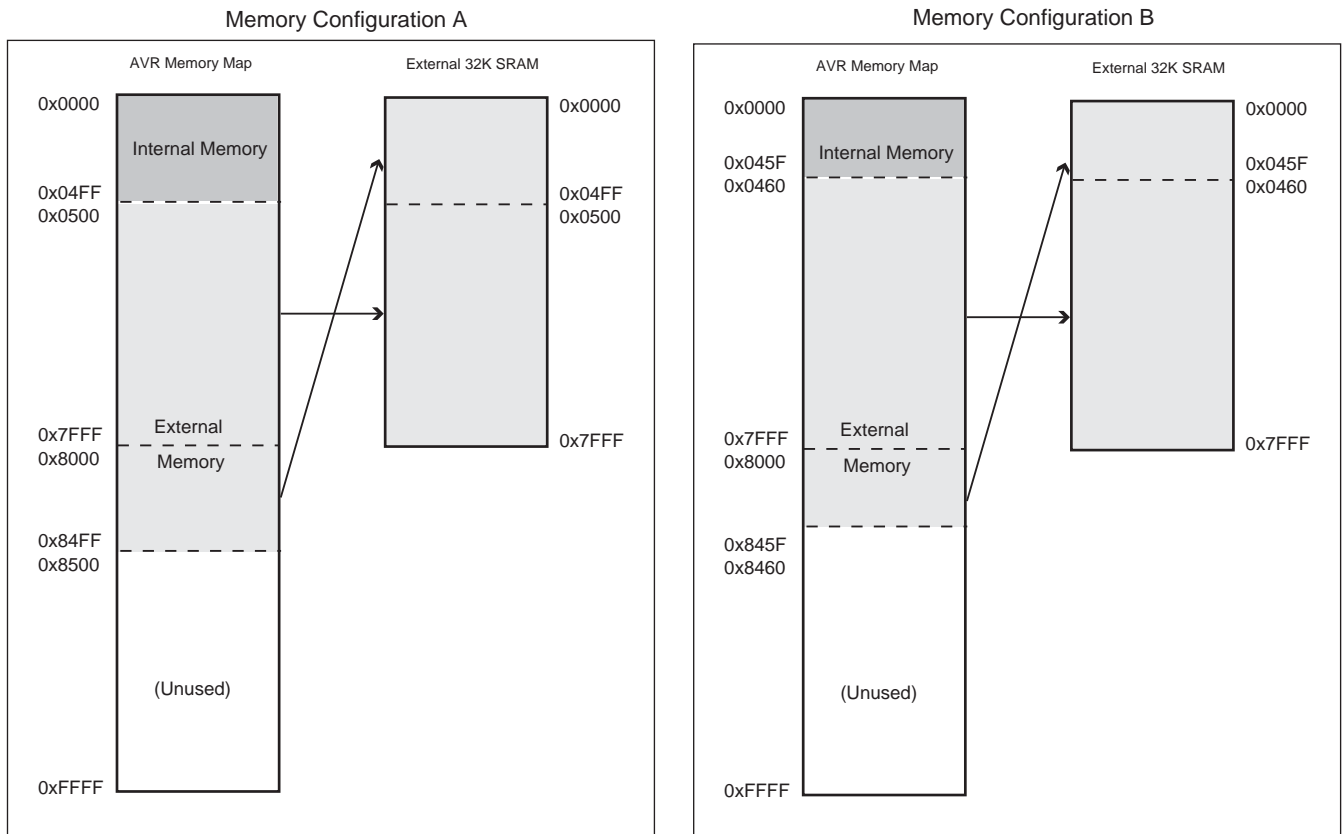 Memory Configuration A
AVR Memory Map
External 32K SRAM
0x0000
Internal Memory
0x04FF
0x0500
External
0x7FFF
0x8000
Memory
0x84FF
0x8500
(Unused)
0xFFFF
0x0000
0x04FF
0x0500
0x7FFF
Memory Configuration B
AVR Memory Map
External 32K SRAM
0x0000
Internal Memory
0x045F
0x0460
External
0x7FFF
0x8000
Memory
0x845F
0x8460
(Unused)
0xFFFF
0x0000
0x045F
0x0460
0x7FFF